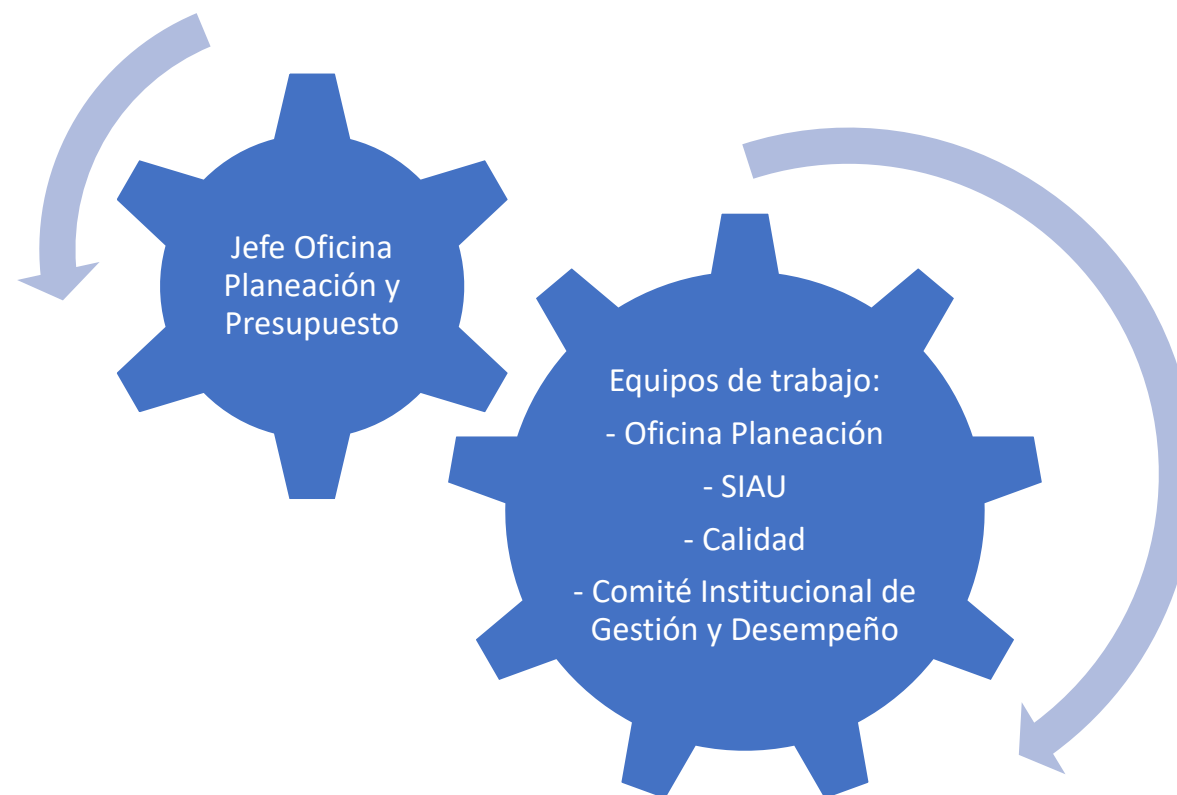 Jefe Oficina
Planeación y
Presupuesto
Equipos de trabajo:
- Oficina Planeación
- SIAU
- Calidad
- Comité Institucional de
Gestión y Desempeño